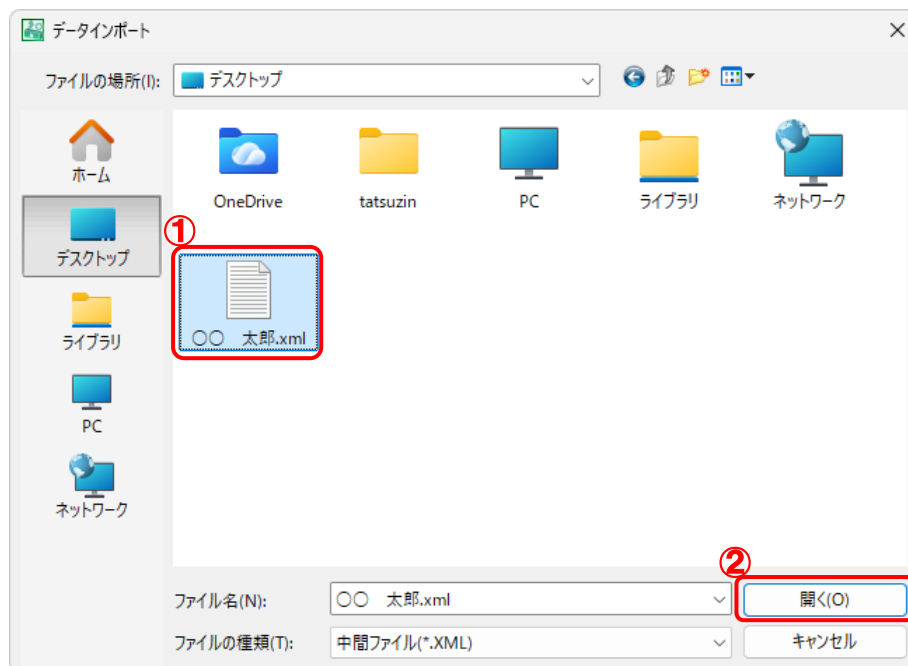 データインポート
ファイルの場所(I): デスクトップ
ホーム
デスクトップ
ライブラリ
PC
ネットワーク
OneDrive tatsuzin PC ライブラリ ネットワーク
①
〇〇　太郎.xml
②
ファイル名(N): 〇〇　太郎.xml 開く(O)
ファイルの種類(T): 中間ファイル(*.XML) キャンセル